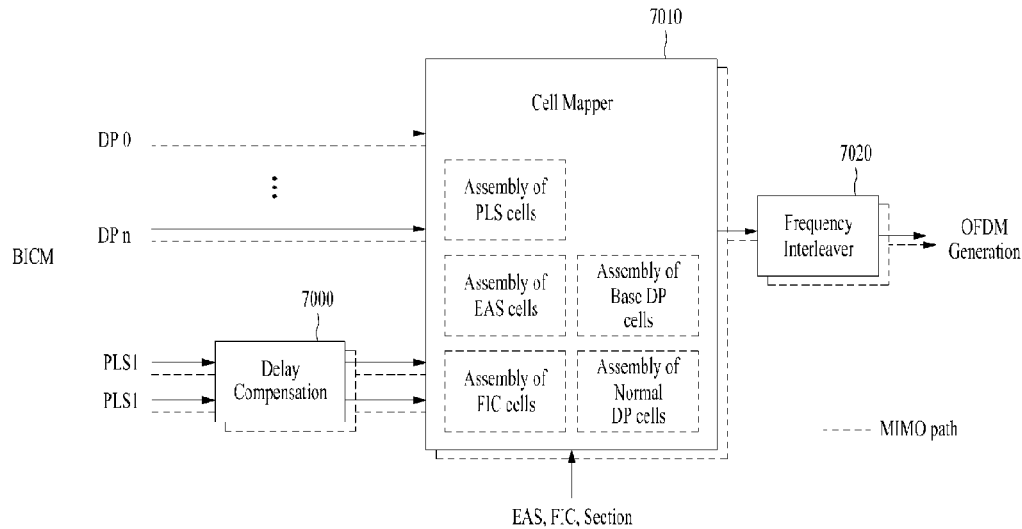 7010
Cell Mapper
DP 0
7020
Assembly of
PLS cells
DP n
Frequency
Interleaver
OFDM
Generation
BICM
Assembly of
EAS cells
Assembly of
Base DP
cells
7000
PLS1
Delay
Compensation
PLS1
Assembly of
FIC cells
Assembly of
Normal
DP cells
MIMO path
EAS, FIC, Section